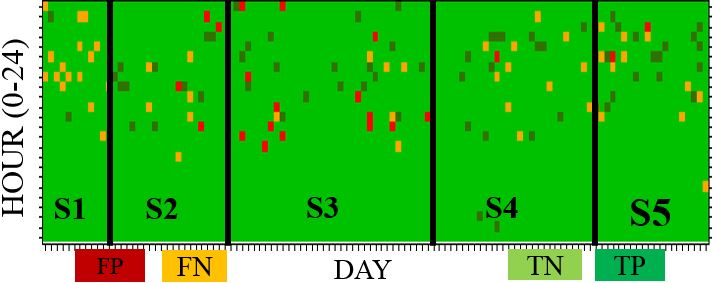 HOUR (0-24)
S1 S2 S3 S4 S5
FP FN DAY TN TP